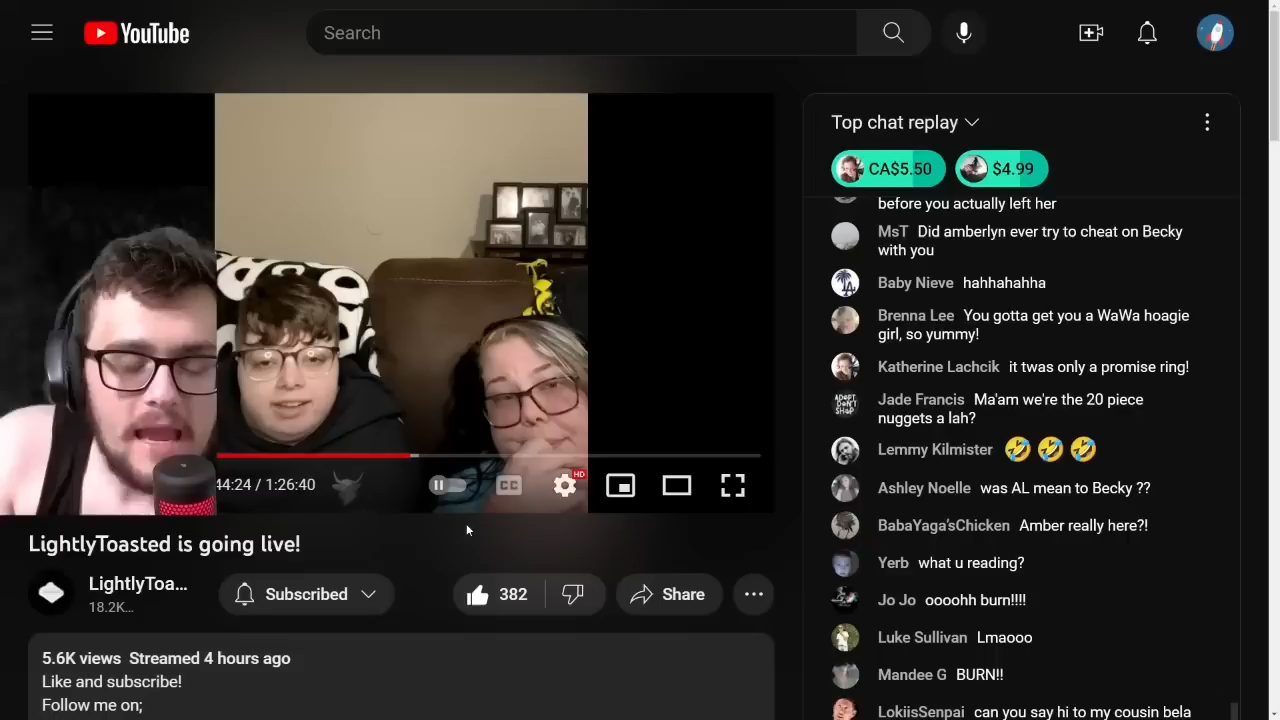 YouTube
Search
Top chat replay
CA$5.50
$4.99
before you actually left her
MsT Did amberlyn ever try to cheat on Becky
with you
Baby Nieve hahhahahha
Brenna Lee You gotta get you a WaWa hoagie
girl, so yummy!
Katherine Lachcik it twas only a promise ring!
ADOPT
DON'T
SHOP
Jade Francis Ma'am we're the 20 piece
nuggets a lah?
Lemmy Kilmister 🤣🤣🤣
Ashley Noelle was AL mean to Becky ??
BabaYaga'sChicken Amber really here?!
Yerb what u reading?
Jo Jo oooohh burn!!!!
Luke Sullivan Lmaooo
Mandee G BURN!!
LokiisSenpai can you say hi to my cousin bela
44:24 / 1:26:40
CC
HD
LightlyToasted is going live!
LightlyToa...
18.2K...
Subscribed
382
Share
5.6K views Streamed 4 hours ago
Like and subscribe!
Follow me on;